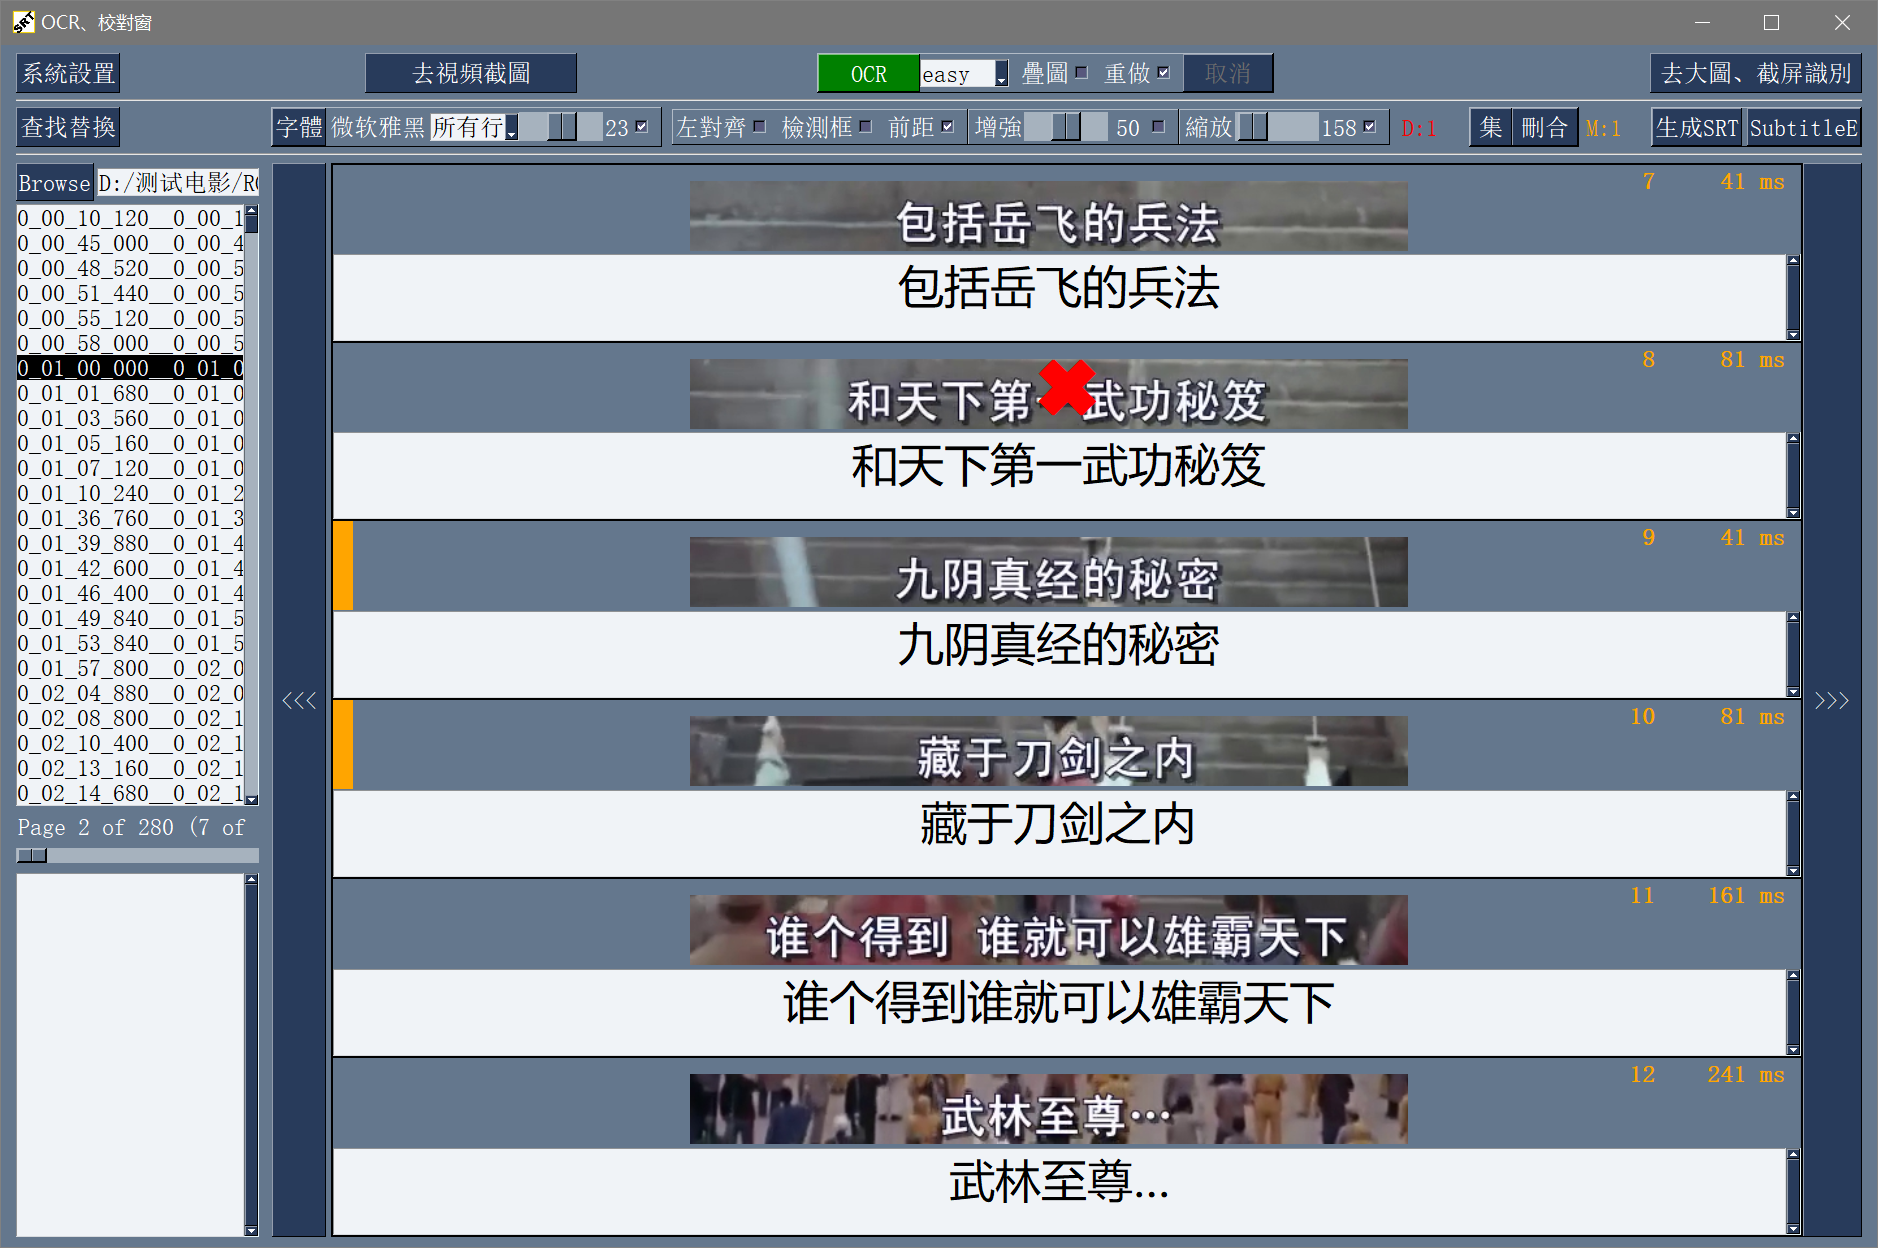 SRT OCR、校對窗
系統設置 去視頻截圖 OCR easy 疊圖 重做 取消 去大圖、截屏識別
查找替換 字體 微软雅黑 所有行 23 左對齊 檢測框 前距 增強 50 縮放 158 D:1 集 刪合 M:1 生成SRT SubtitleE
Browse D:/测试电影/R
0_00_10_120__0_00_1
0_00_45_000__0_00_4
0_00_48_520__0_00_5
0_00_51_440__0_00_5
0_00_55_120__0_00_5
0_00_58_000__0_00_5
0_01_00_000__0_01_0
0_01_01_680__0_01_0
0_01_03_560__0_01_0
0_01_05_160__0_01_0
0_01_07_120__0_01_0
0_01_10_240__0_01_2
0_01_36_760__0_01_3
0_01_39_880__0_01_4
0_01_42_600__0_01_4
0_01_46_400__0_01_4
0_01_49_840__0_01_5
0_01_53_840__0_01_5
0_01_57_800__0_02_0
0_02_04_880__0_02_0
0_02_08_800__0_02_1
0_02_10_400__0_02_1
0_02_13_160__0_02_1
0_02_14_680__0_02_1
Page 2 of 280 (7 of
<<<
7 41 ms
包括岳飞的兵法
包括岳飞的兵法
8 81 ms
和天下第一武功秘笈
和天下第一武功秘笈
9 41 ms
九阴真经的秘密
九阴真经的秘密
10 81 ms
藏于刀剑之内
藏于刀剑之内
11 161 ms
谁个得到 谁就可以雄霸天下
谁个得到谁就可以雄霸天下
12 241 ms
武林至尊…
武林至尊...
>>>